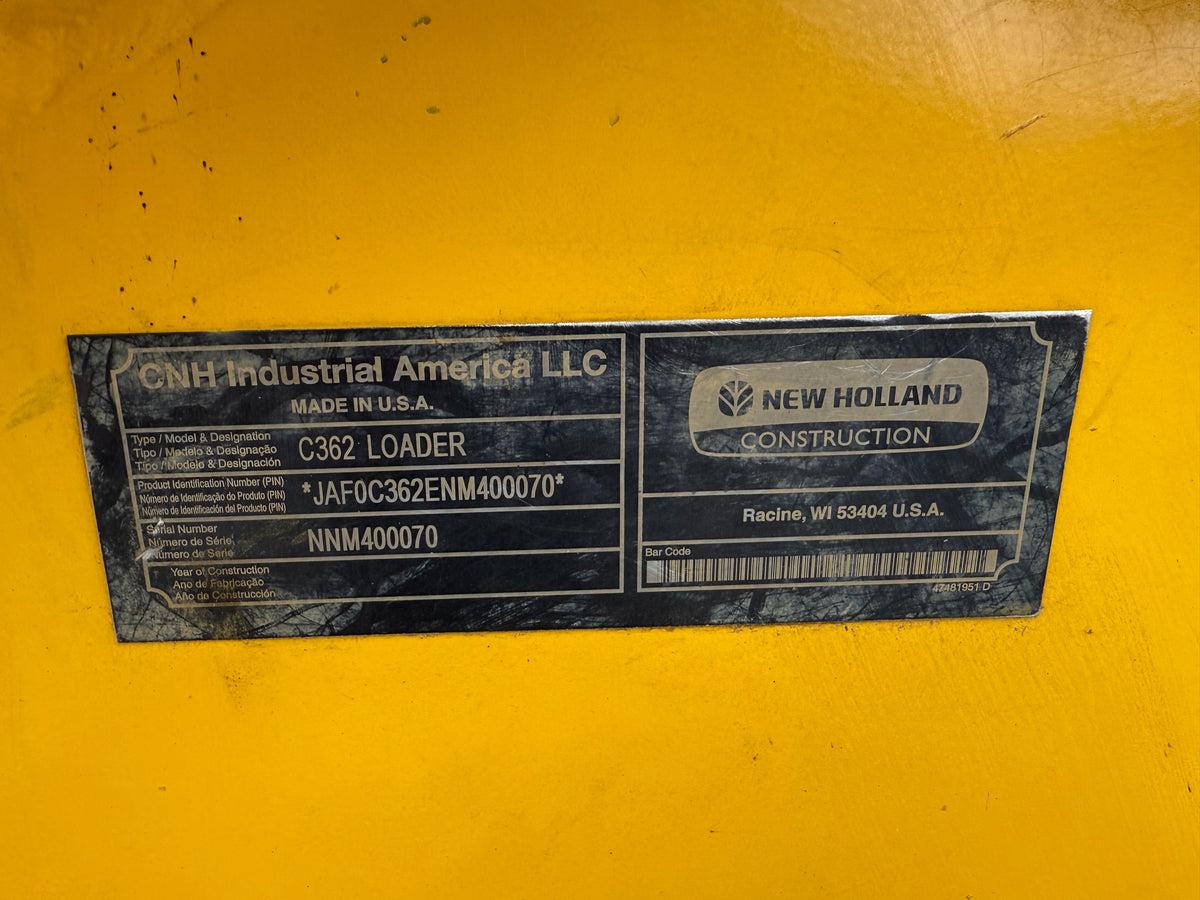 CNH Industrial America LLC
MADE IN U.S.A.
Type / Model & Designation
Tipo / Modelo & Designação
Tipo / Modelo & Designación
C362 LOADER
Product Identification Number (PIN)
Número de Identificação do Produto (PIN)
Número de Identificación del Producto (PIN)
*JAF0C362ENM400070*
Serial Number
Número de Série
Número de Serie
NNM400070
Year of Construction
Ano de Fabricação
Año de Construcción
NEW HOLLAND
CONSTRUCTION
Racine, WI 53404 U.S.A.
Bar Code
47481951 D